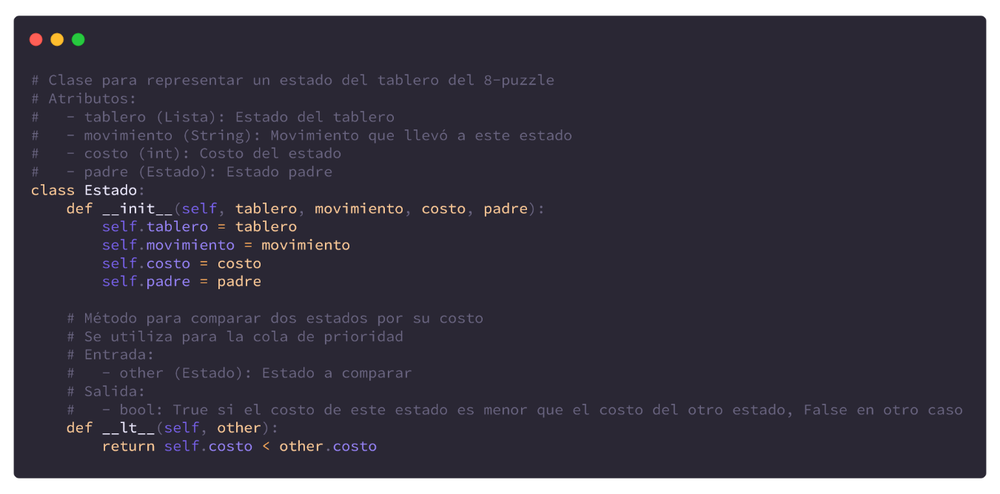 # Clase para representar un estado del tablero del 8-puzzle
# Atributos:
#   - tablero (Lista): Estado del tablero
#   - movimiento (String): Movimiento que llevó a este estado
#   - costo (int): Costo del estado
#   - padre (Estado): Estado padre
class Estado:
    def __init__(self, tablero, movimiento, costo, padre):
        self.tablero = tablero
        self.movimiento = movimiento
        self.costo = costo
        self.padre = padre

    # Método para comparar dos estados por su costo
    # Se utiliza para la cola de prioridad
    # Entrada:
    #   - other (Estado): Estado a comparar
    # Salida:
    #   - bool: True si el costo de este estado es menor que el costo del otro estado, False en otro caso
    def __lt__(self, other):
        return self.costo < other.costo